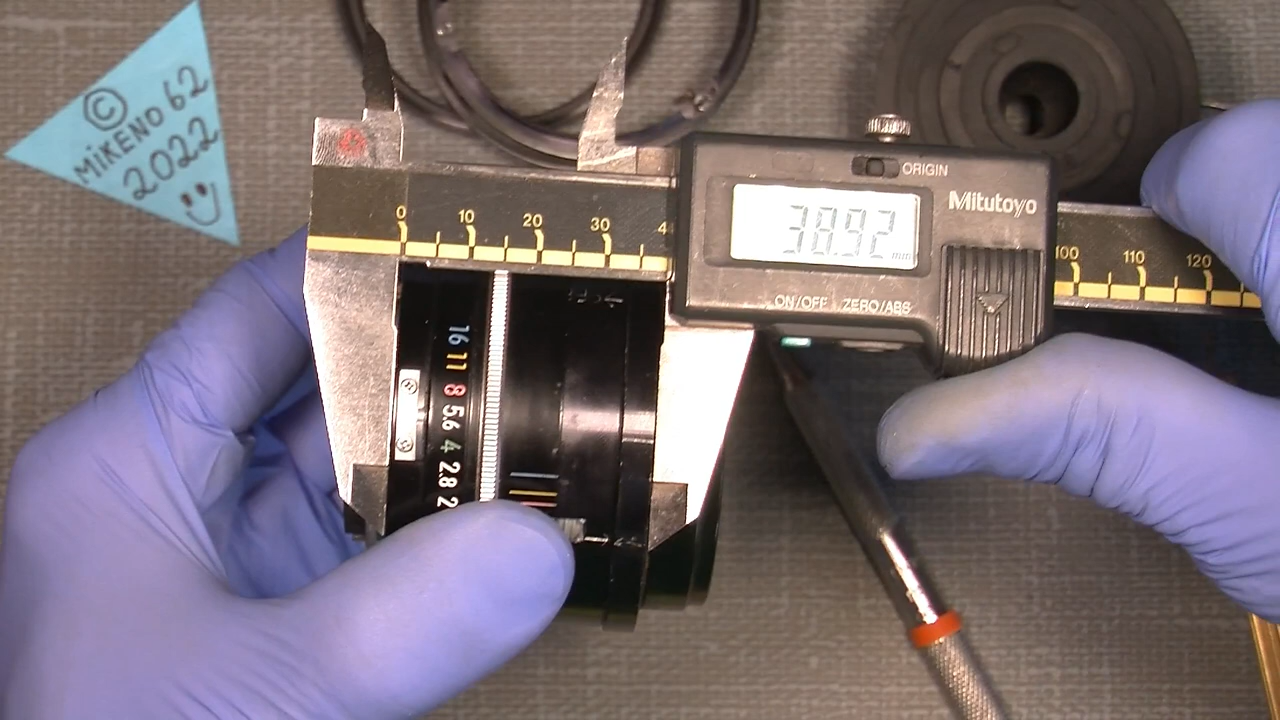 © MIKENO 62
2022
ORIGIN
Mitutoyo
38.92 mm
ON/OFF ZERO/ABS
0 10 20 30 4
100 110 120
16 11 8 5.6 4 2.8 2